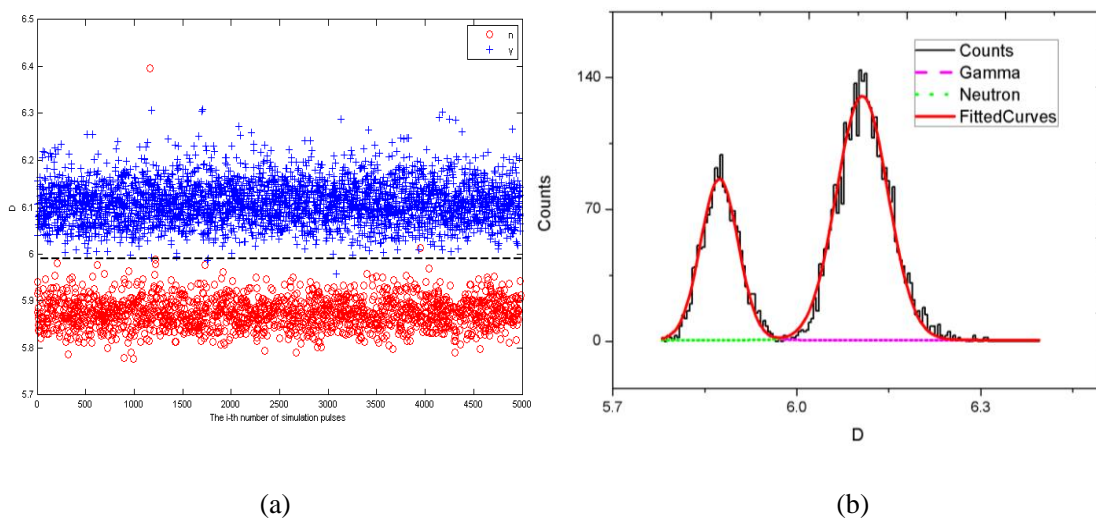 6.5
6.4
6.3
6.2
6.1
6
5.9
5.8
5.7
D
0 500 1000 1500 2000 2500 3000 3500 4000 4500 5000
The i-th number of simulation pulses
n
γ
(a)
140
70
0
Counts
Counts
Gamma
Neutron
FittedCurves
5.7 6.0 6.3
D
(b)